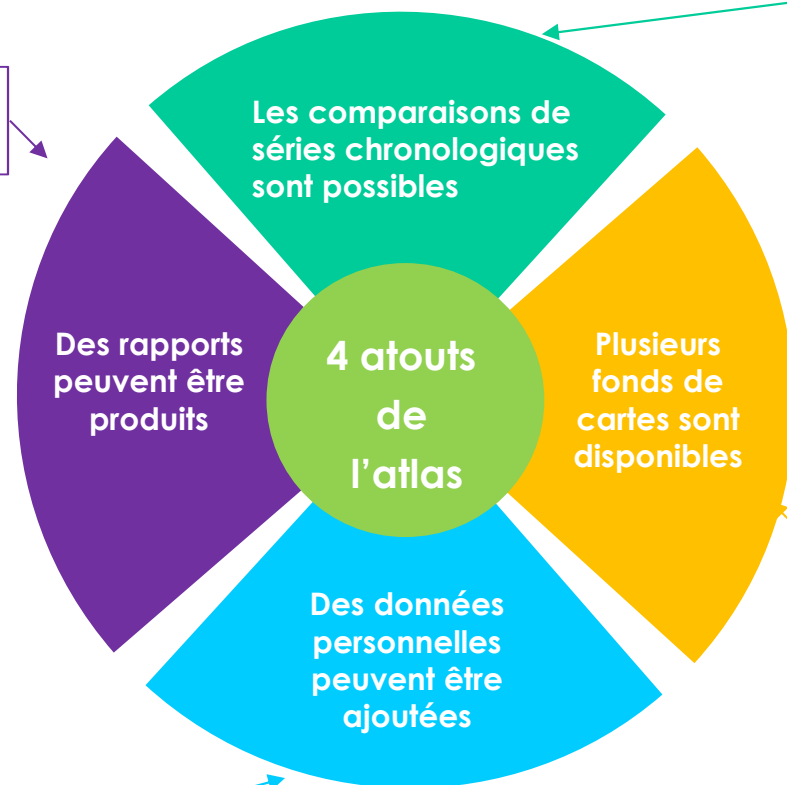 Les comparaisons de
séries chronologiques
sont possibles
Des rapports
peuvent être
produits
4 atouts
de
l’atlas
Plusieurs
fonds de
cartes sont
disponibles
Des données
personnelles
peuvent être
ajoutées